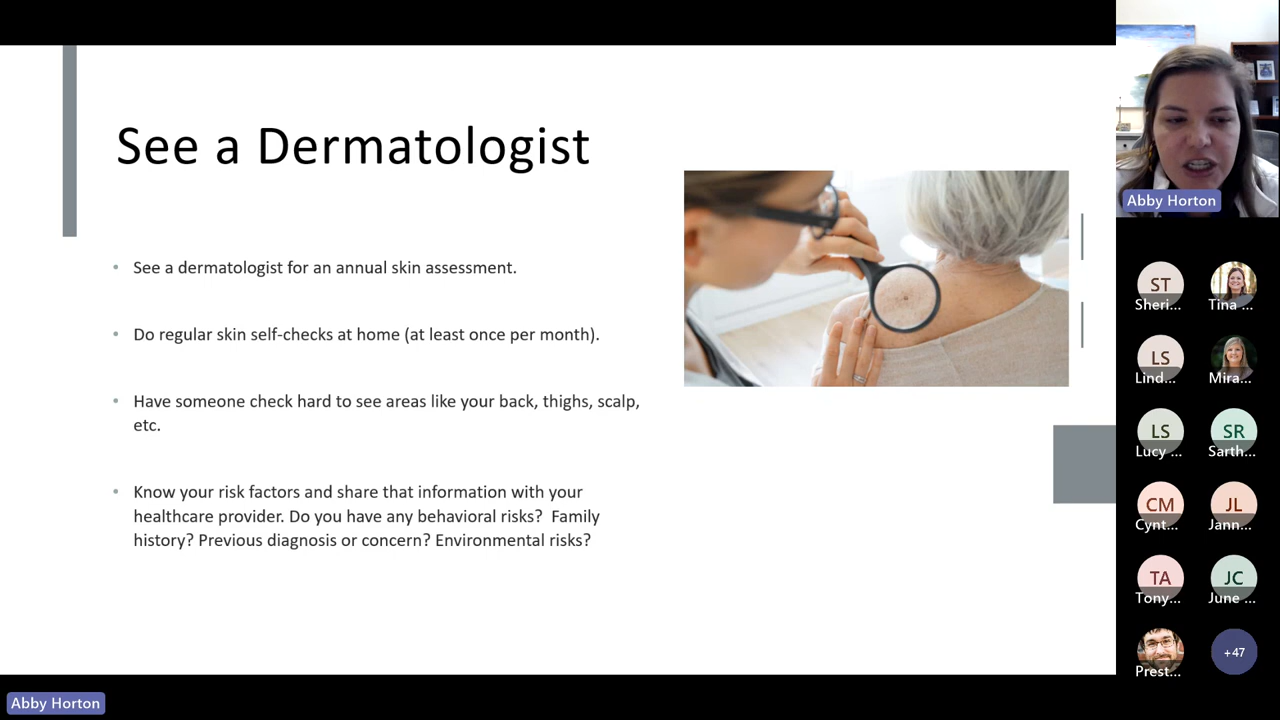 See a Dermatologist
• See a dermatologist for an annual skin assessment.
• Do regular skin self-checks at home (at least once per month).
• Have someone check hard to see areas like your back, thighs, scalp,
etc.
• Know your risk factors and share that information with your
healthcare provider. Do you have any behavioral risks?  Family
history? Previous diagnosis or concern? Environmental risks?
Abby Horton
ST
Sheri...
Tina ...
LS
Lind...
Mira...
LS
Lucy ...
SR
Sarth...
CM
Cynt...
JL
Jann...
TA
Tony...
JC
June ...
Prest...
+47
Abby Horton